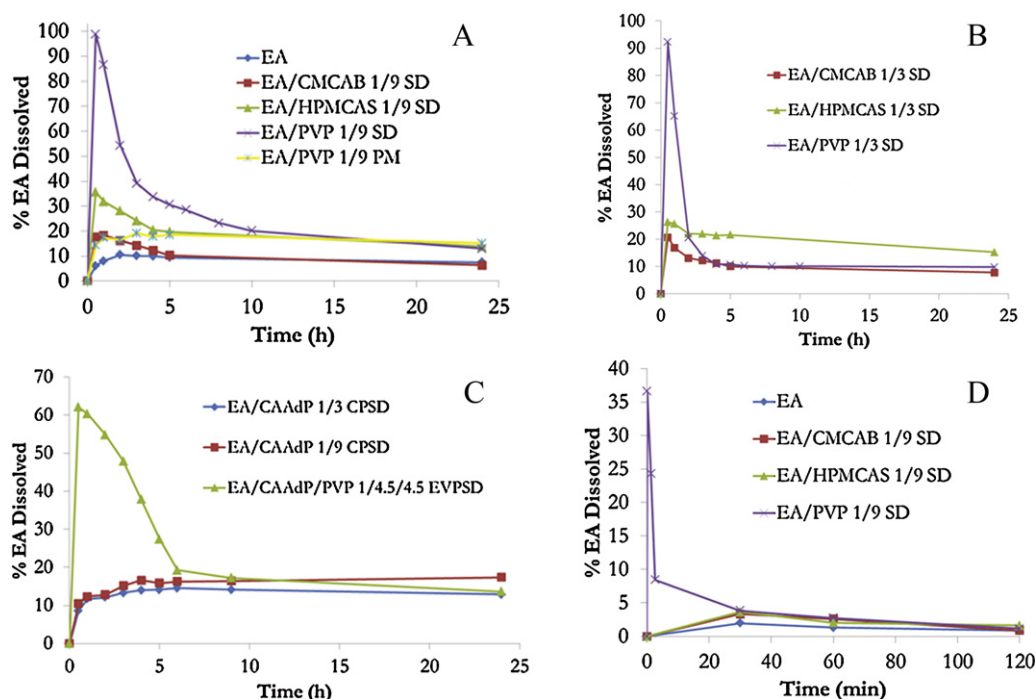 A
% EA Dissolved
100
90
80
70
60
50
40
30
20
10
0
0 5 10 15 20 25
Time (h)
EA
EA/CMCAB 1/9 SD
EA/HPMCAS 1/9 SD
EA/PVP 1/9 SD
EA/PVP 1/9 PM
B
% EA Dissolved
100
90
80
70
60
50
40
30
20
10
0
0 5 10 15 20 25
Time (h)
EA/CMCAB 1/3 SD
EA/HPMCAS 1/3 SD
EA/PVP 1/3 SD
C
% EA Dissolved
70
60
50
40
30
20
10
0
0 5 10 15 20 25
Time (h)
EA/CAAdP 1/3 CPSD
EA/CAAdP 1/9 CPSD
EA/CAAdP/PVP 1/4.5/4.5 EVPSD
D
% EA Dissolved
40
35
30
25
20
15
10
5
0
0 20 40 60 80 100 120
Time (min)
EA
EA/CMCAB 1/9 SD
EA/HPMCAS 1/9 SD
EA/PVP 1/9 SD